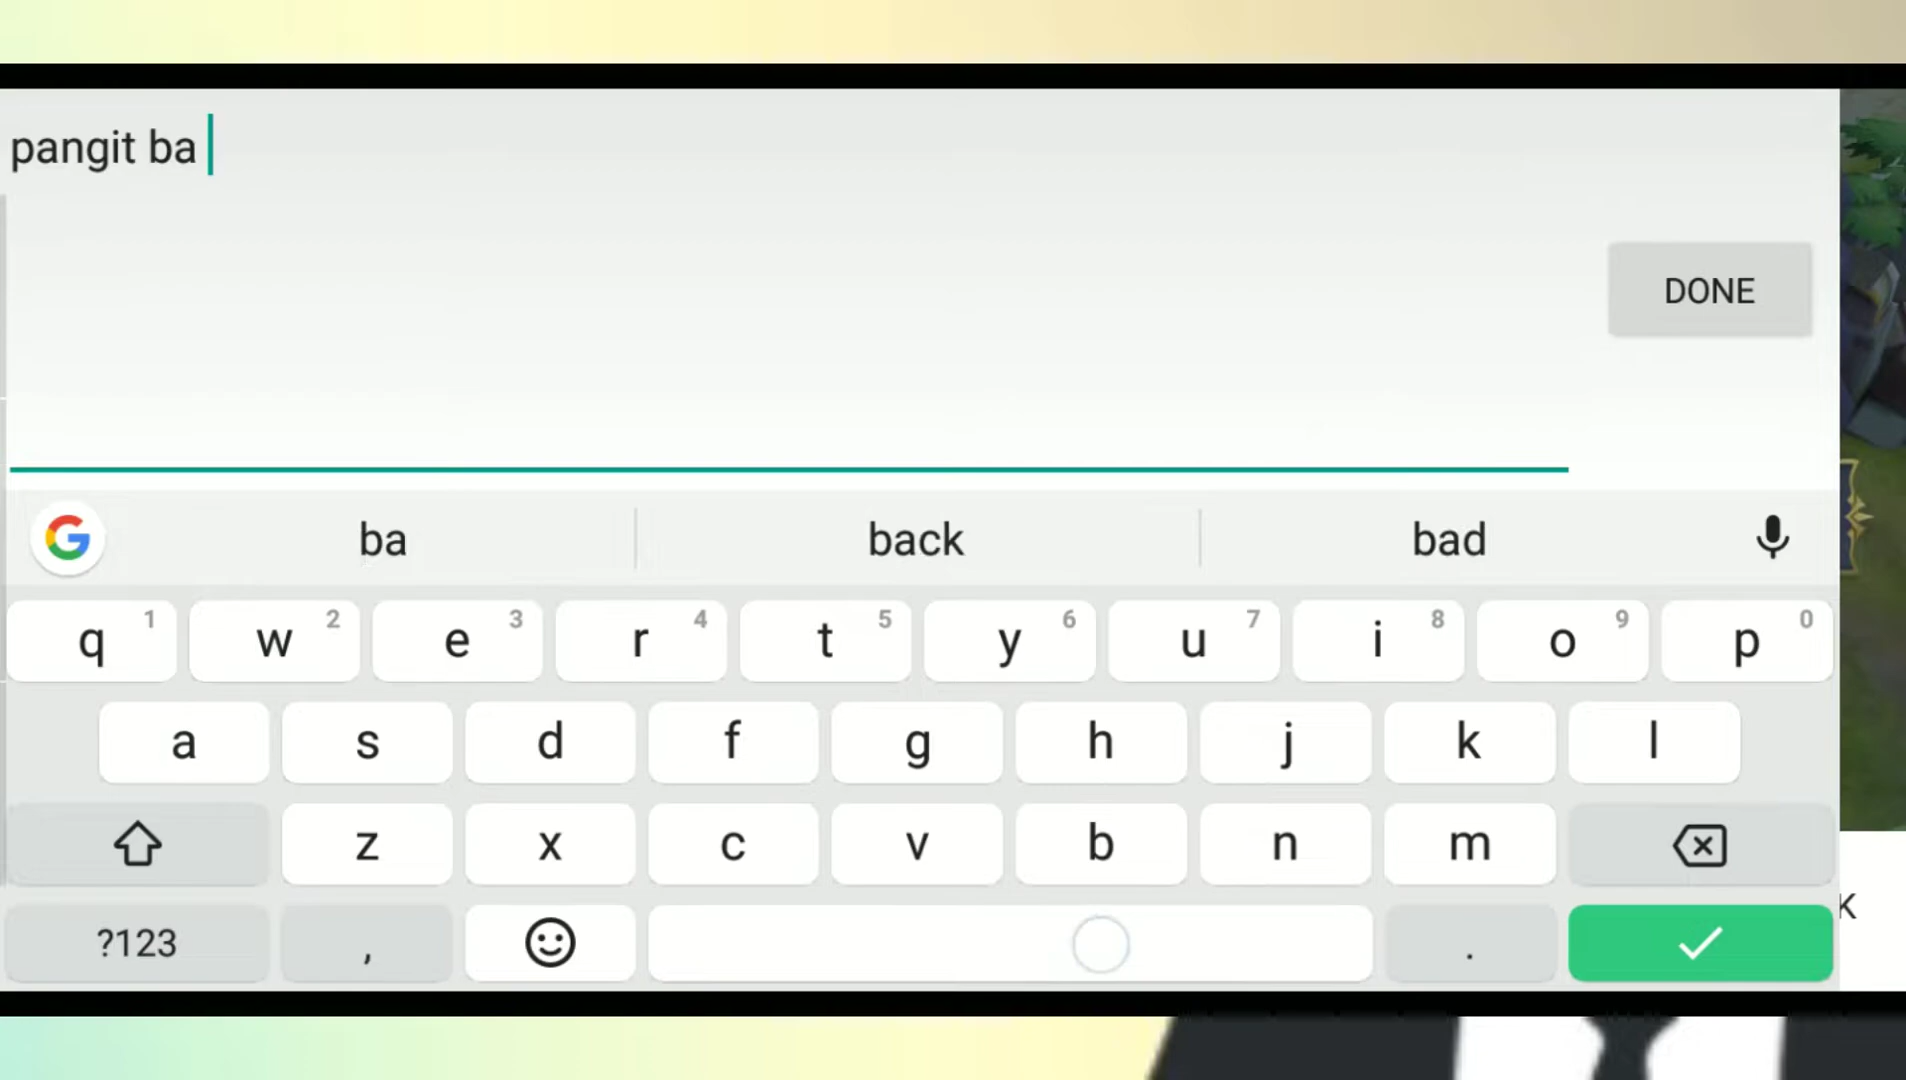 pangit ba
DONE
ba back bad
q 1 w 2 e 3 r 4 t 5 y 6 u 7 i 8 o 9 p 0
a s d f g h j k l
z x c v b n m
K
?123 , .